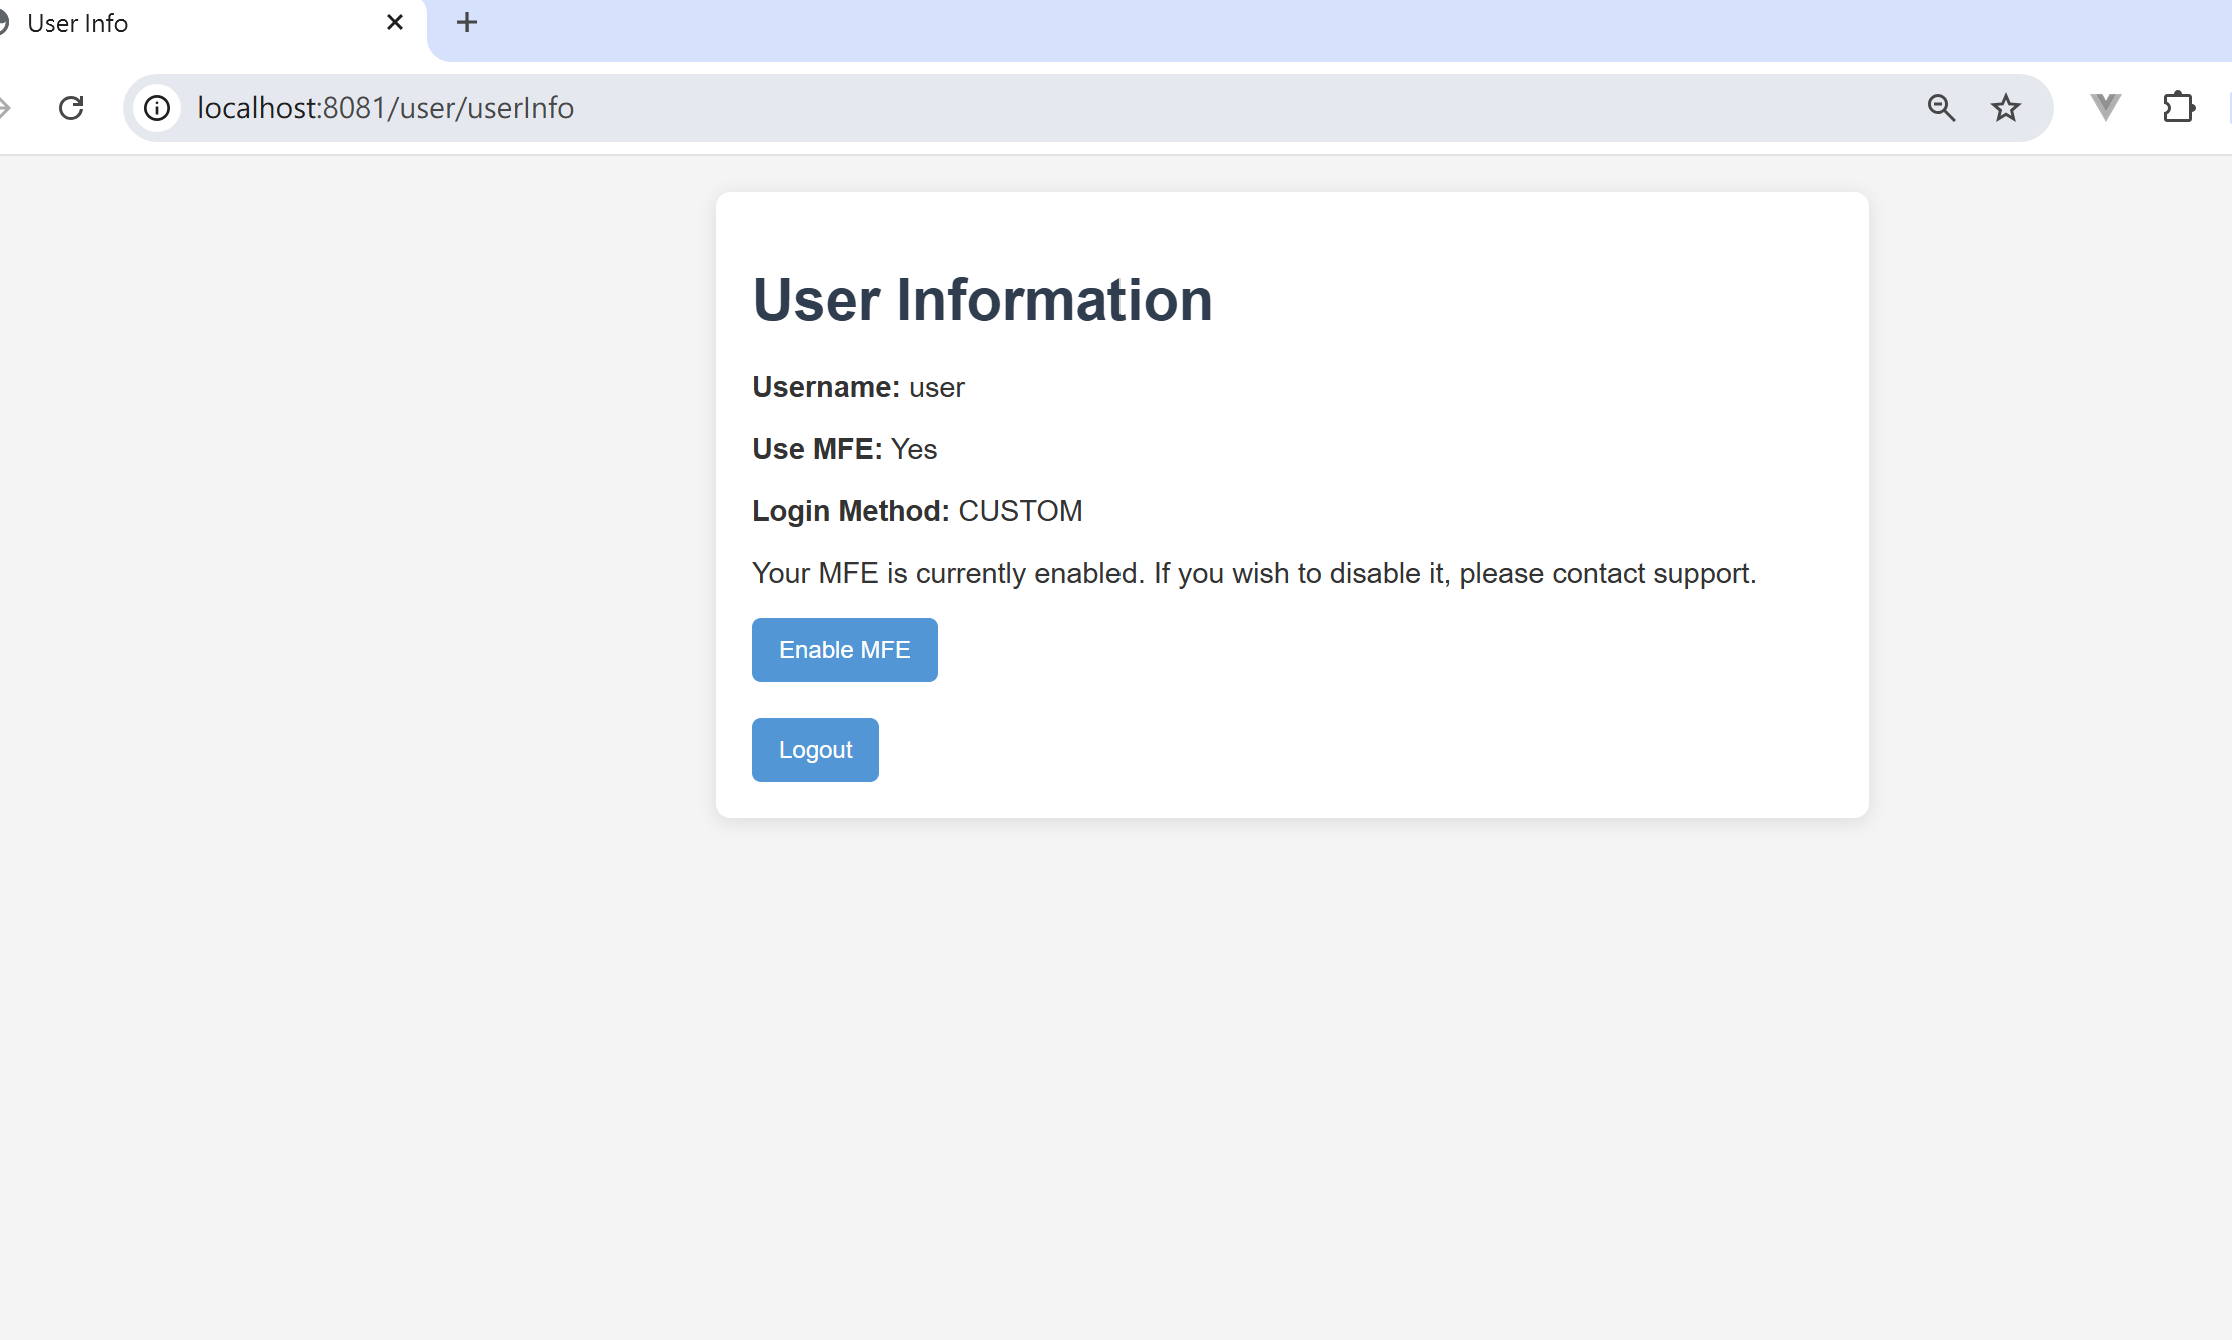 User Info
localhost:8081/user/userInfo
User Information
Username: user
Use MFE: Yes
Login Method: CUSTOM
Your MFE is currently enabled. If you wish to disable it, please contact support.
Enable MFE
Logout